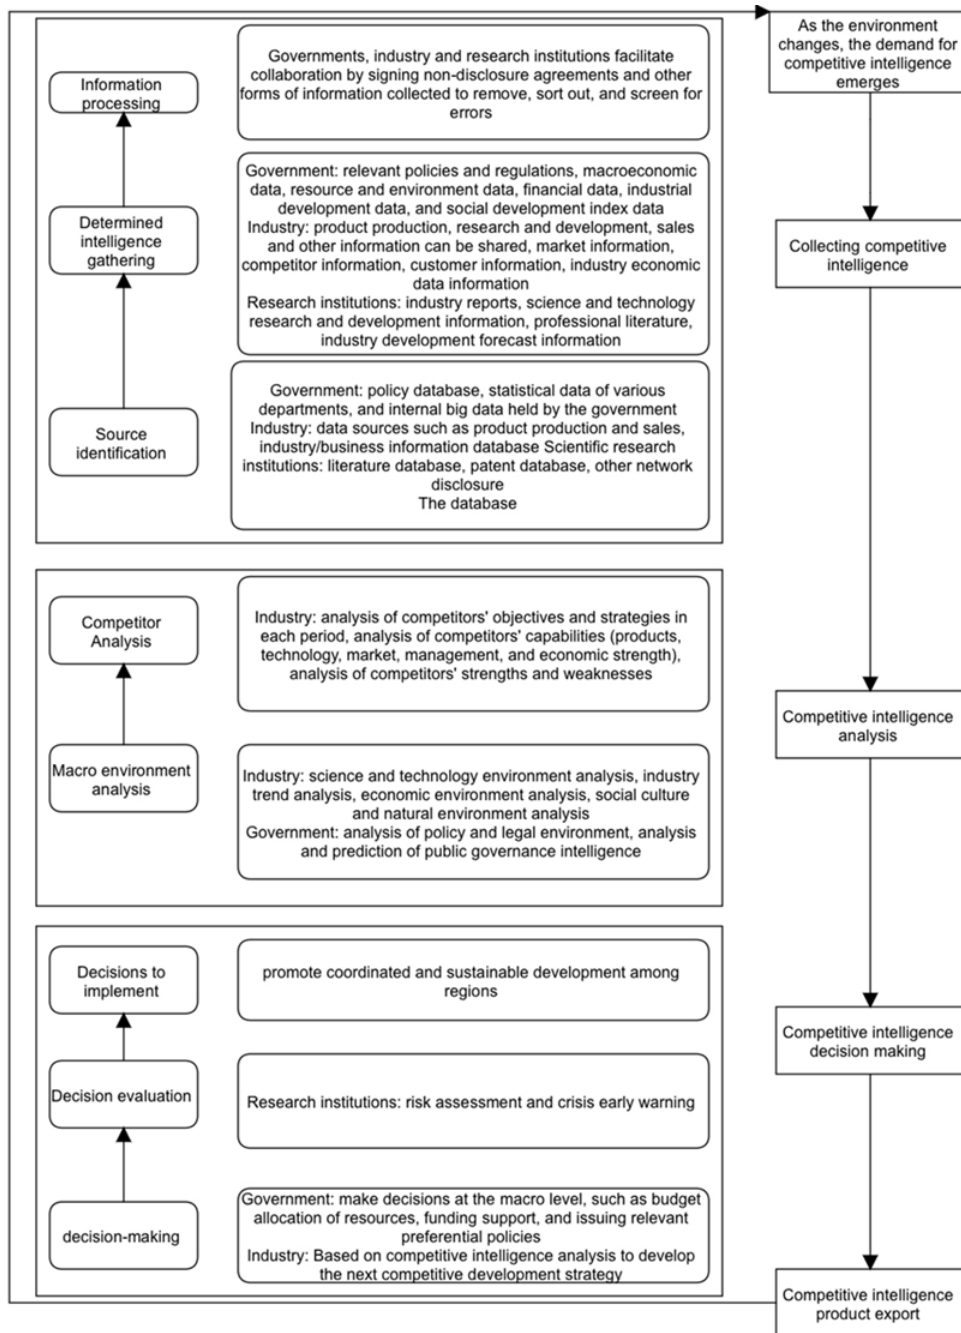 As the environment
changes, the demand for
competitive intelligence
emerges
Information
processing
Governments, industry and research institutions facilitate
collaboration by signing non-disclosure agreements and other
forms of information collected to remove, sort out, and screen for
errors
Determined
intelligence
gathering
Government: relevant policies and regulations, macroeconomic
data, resource and environment data, financial data, industrial
development data, and social development index data
Industry: product production, research and development, sales
and other information can be shared, market information,
competitor information, customer information, industry economic
data information
Research institutions: industry reports, science and technology
research and development information, professional literature,
industry development forecast information
Collecting competitive
intelligence
Source
identification
Government: policy database, statistical data of various
departments, and internal big data held by the government
Industry: data sources such as product production and sales,
industry/business information database Scientific research
institutions: literature database, patent database, other network
disclosure
The database
Competitor
Analysis
Industry: analysis of competitors' objectives and strategies in
each period, analysis of competitors' capabilities (products,
technology, market, management, and economic strength),
analysis of competitors' strengths and weaknesses
Competitive intelligence
analysis
Macro environment
analysis
Industry: science and technology environment analysis, industry
trend analysis, economic environment analysis, social culture
and natural environment analysis
Government: analysis of policy and legal environment, analysis
and prediction of public governance intelligence
Decisions to
implement
promote coordinated and sustainable development among
regions
Competitive intelligence
decision making
Decision evaluation
Research institutions: risk assessment and crisis early warning
decision-making
Government: make decisions at the macro level, such as budget
allocation of resources, funding support, and issuing relevant
preferential policies
Industry: Based on competitive intelligence analysis to develop
the next competitive development strategy
Competitive intelligence
product export